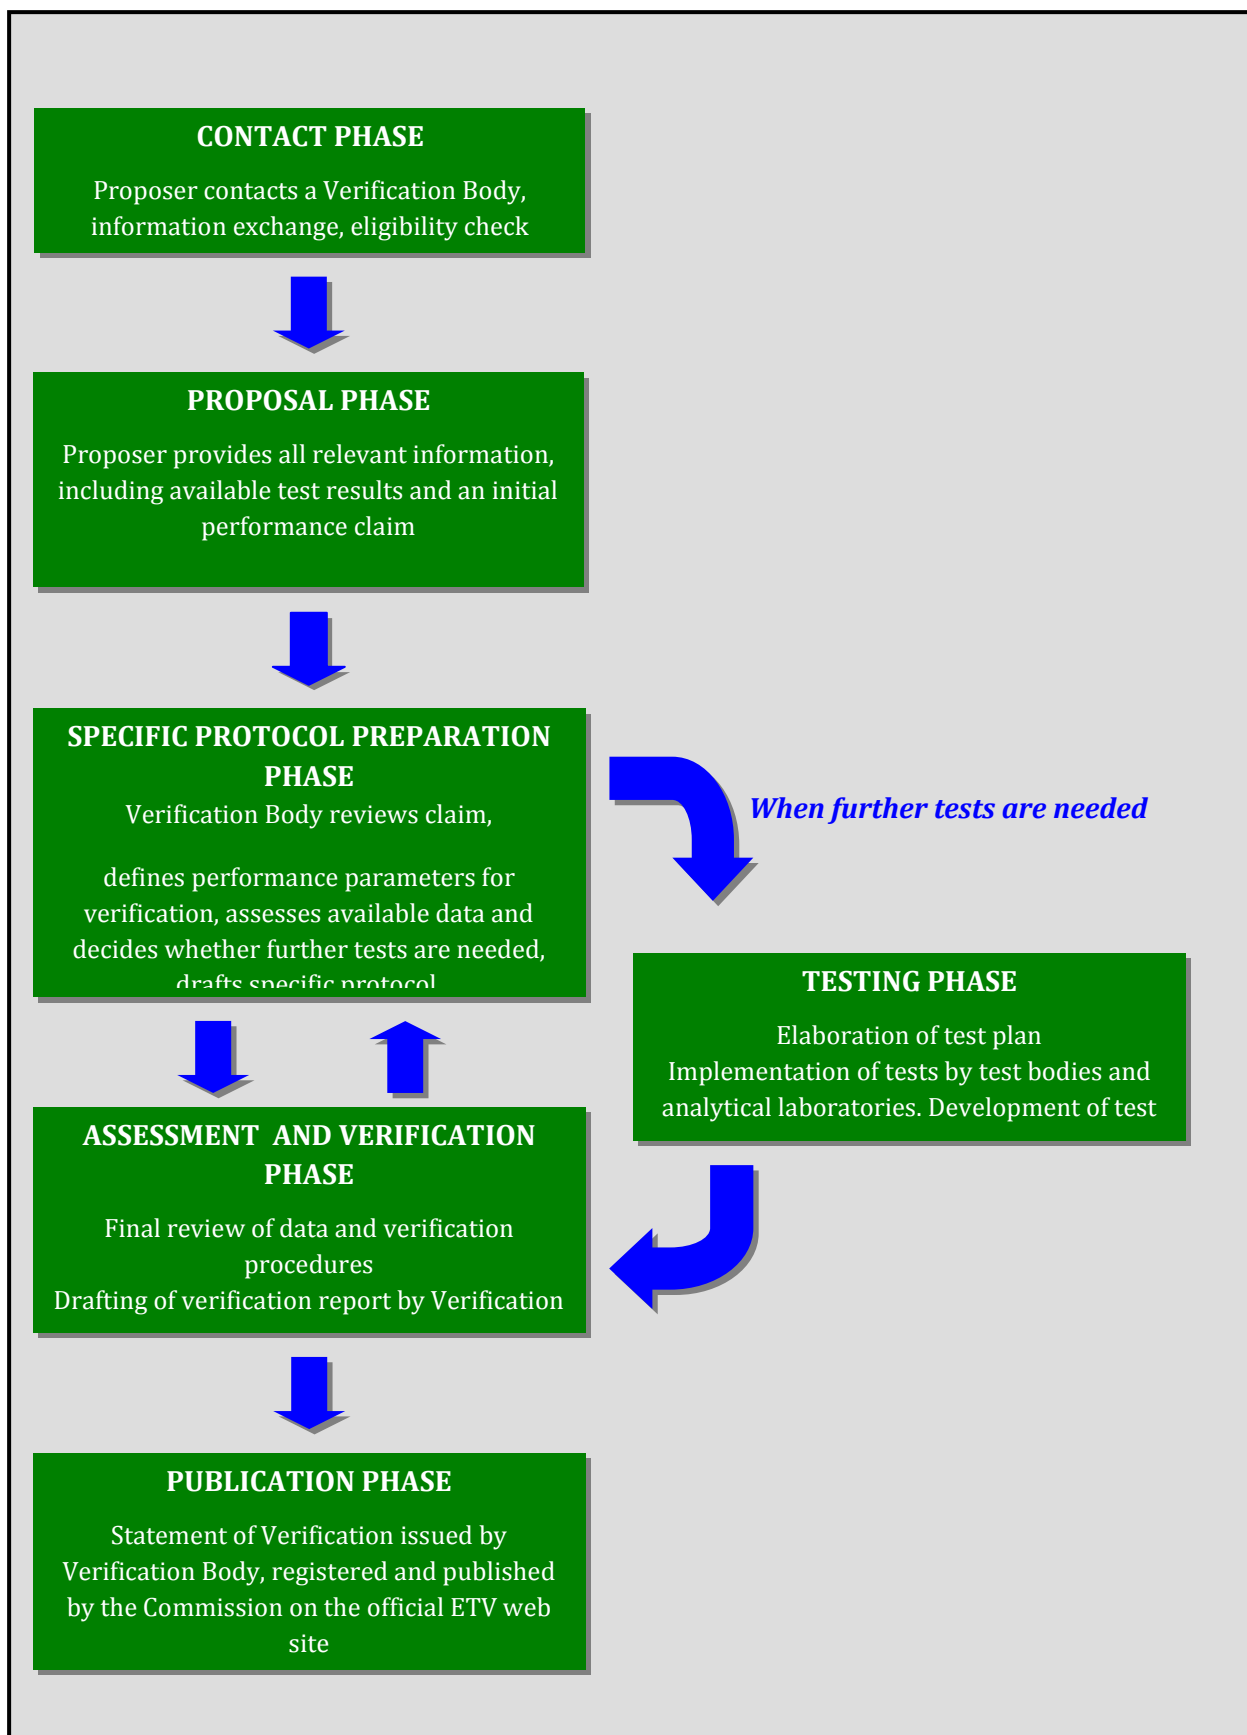 CONTACT PHASE
Proposer contacts a Verification Body,
information exchange, eligibility check
PROPOSAL PHASE
Proposer provides all relevant information,
including available test results and an initial
performance claim
SPECIFIC PROTOCOL PREPARATION
PHASE
Verification Body reviews claim,
defines performance parameters for
verification, assesses available data and
decides whether further tests are needed,
drafts specific protocol
When further tests are needed
TESTING PHASE
Elaboration of test plan
Implementation of tests by test bodies and
analytical laboratories. Development of test
ASSESSMENT AND VERIFICATION
PHASE
Final review of data and verification
procedures
Drafting of verification report by Verification
PUBLICATION PHASE
Statement of Verification issued by
Verification Body, registered and published
by the Commission on the official ETV web
site